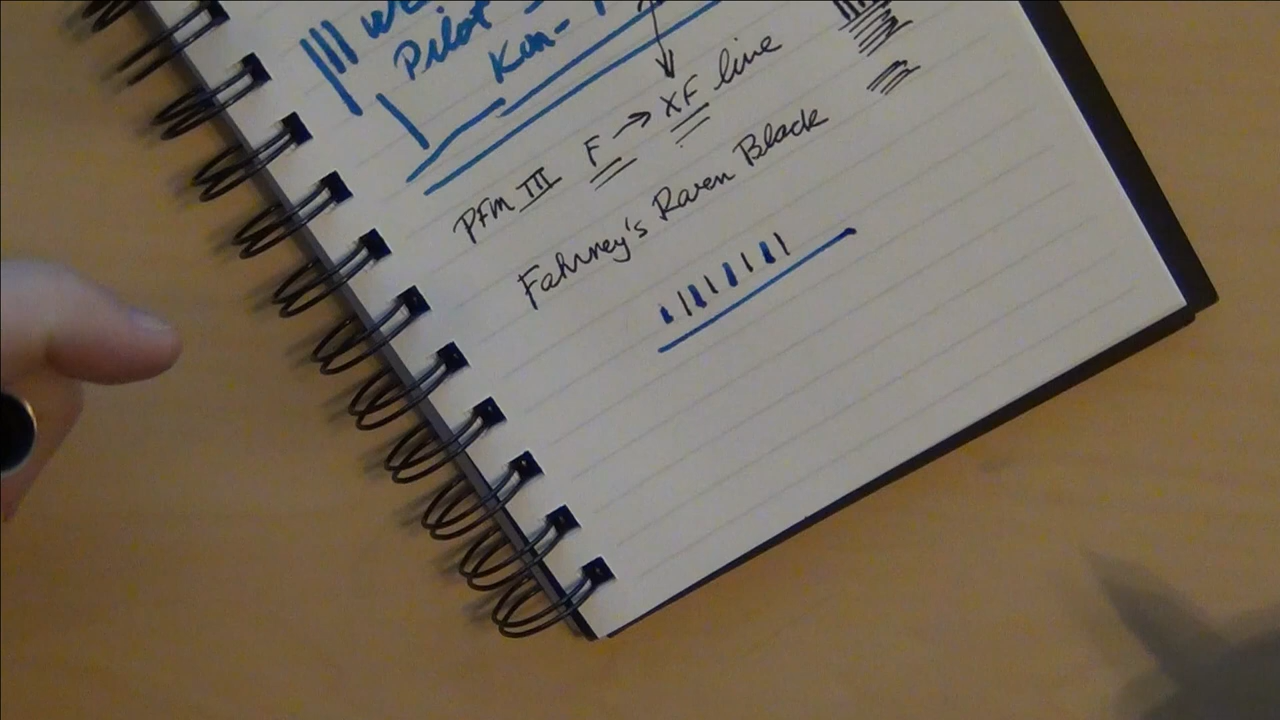 Pilot
Kon-
PFM III F → XF line
Fahrney's Raven Black